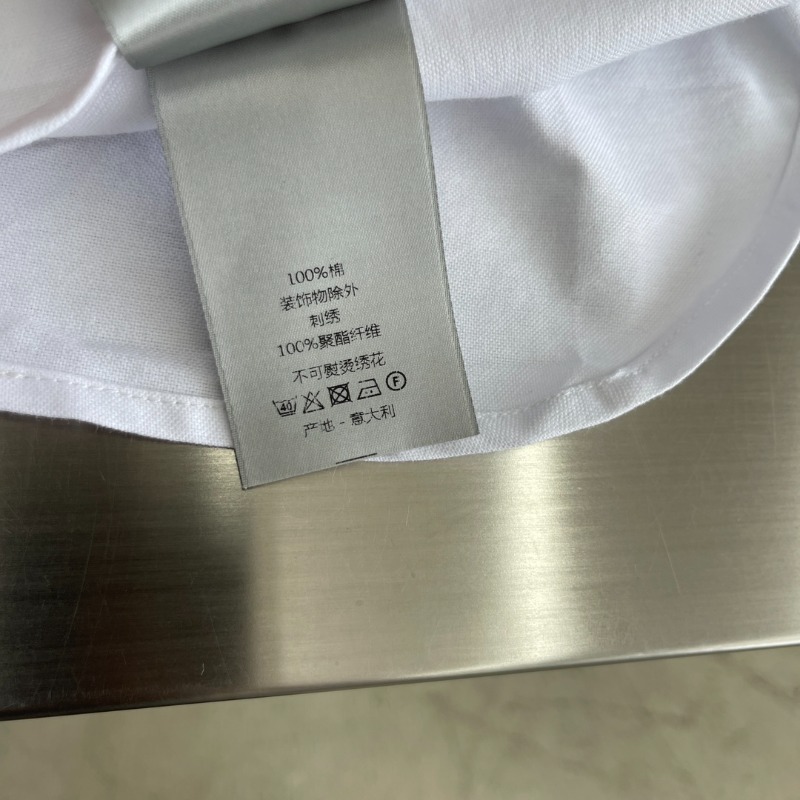 100%棉
装饰物除外
刺绣
100%聚酯纤维
不可熨烫绣花
40 F
产地 - 意大利